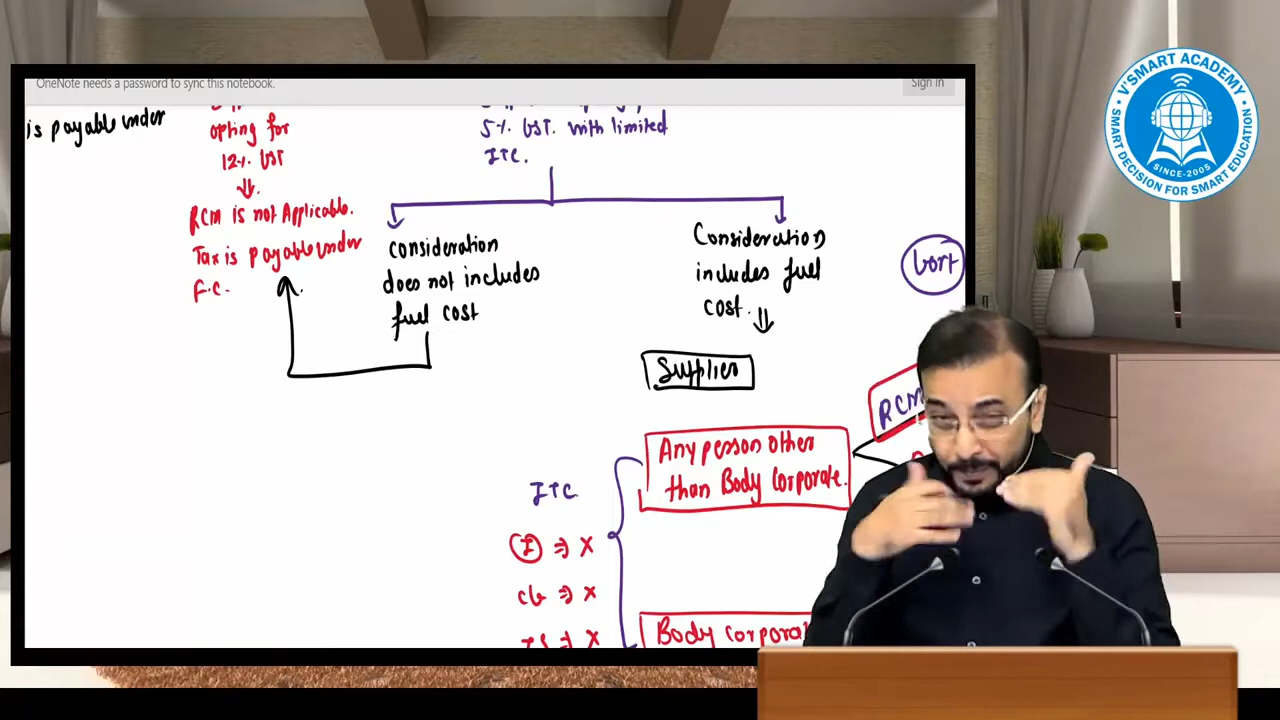 OneNote needs a password to sync this notebook.
Sign in
is payable under
opting for
12% GST
RCM is not Applicable.
Tax is payable under
F.C.
5% GST. with limited
ITC.
consideration
does not includes
fuel cost
Consideration
includes fuel
cost.
Supplier
Any person other
than Body Corporate.
RCM
ITC
I ⇒ X
⇒ X
⇒ X
Body Corporat
V'SMART ACADEMY
SMART DECISION FOR SMART EDUCATION
SINCE-2005